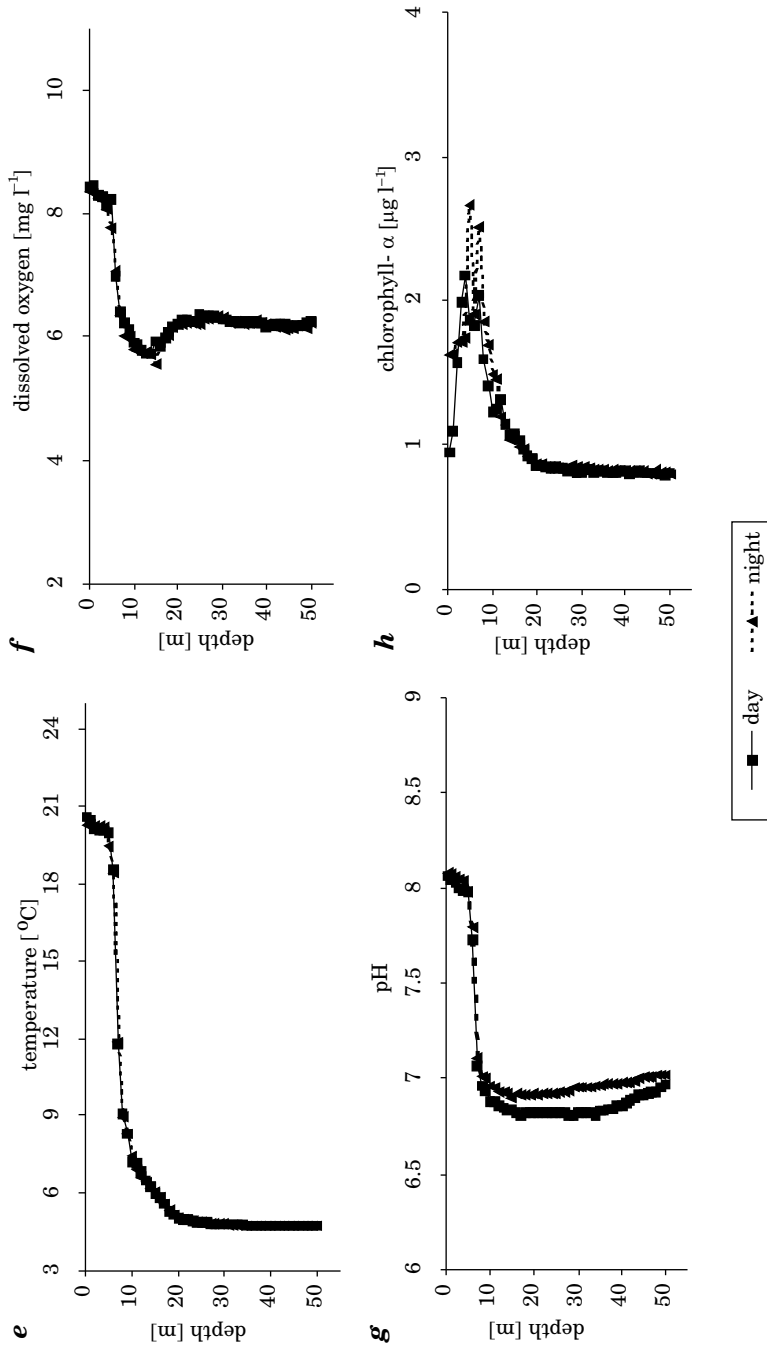 e
temperature [ °C]
3 6 9 12 15 18 21 24
0
10
20
30
40
50
depth [m]
f
dissolved oxygen [mg l⁻¹]
2 4 6 8 10
0
10
20
30
40
50
depth [m]
g
pH
6 6.5 7 7.5 8 8.5 9
0
10
20
30
40
50
depth [m]
h
chlorophyll- α [µg l⁻¹]
0 1 2 3 4
0
10
20
30
40
50
depth [m]
day night